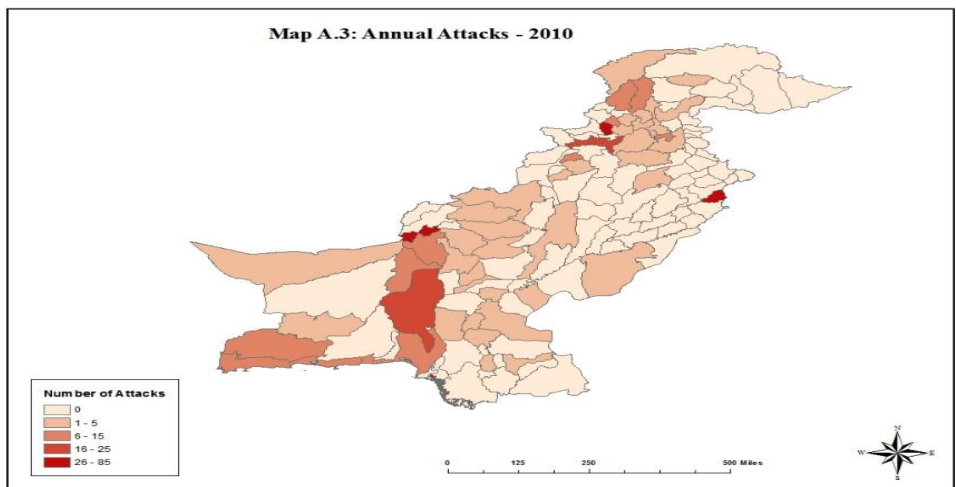 Map A.3: Annual Attacks - 2010
Number of Attacks
0
1 - 5
6 - 15
16 - 25
26 - 85
0 125 250 500 Miles
N
W E
S